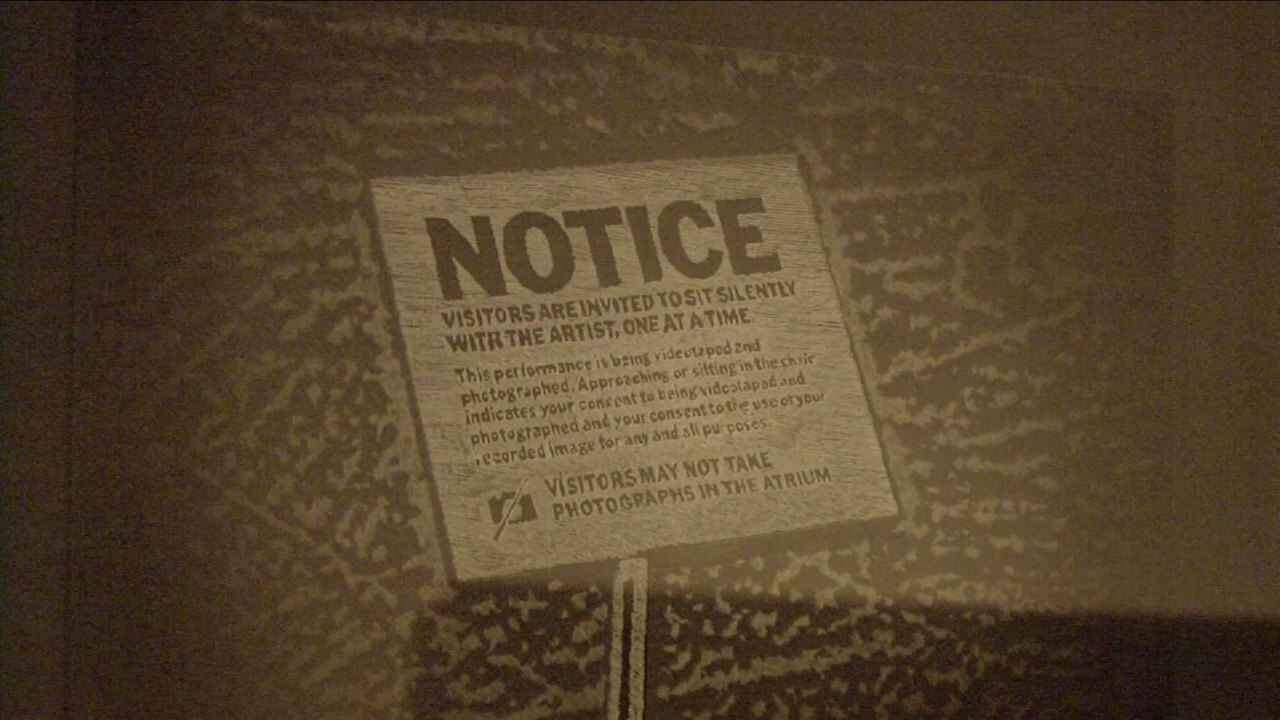 NOTICE
VISITORS ARE INVITED TO SIT SILENTLY
WITH THE ARTIST, ONE AT A TIME
This performance is being videotaped and
photographed. Approaching or sitting in the chair
indicates your consent to being videotaped and
photographed and your consent to the use of your
recorded image for any and all purposes.
VISITORS MAY NOT TAKE
PHOTOGRAPHS IN THE ATRIUM